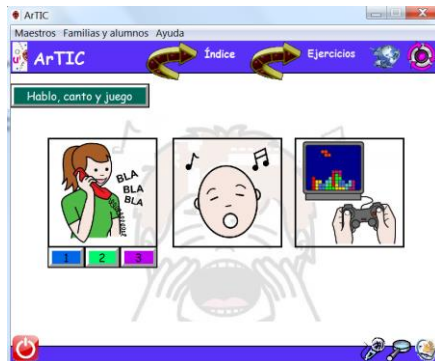 ArTIC
Maestros Familias y alumnos Ayuda
ArTIC
Índice
Ejercicios
Hablo, canto y juego
BLA
BLA
BLA
1 2 3